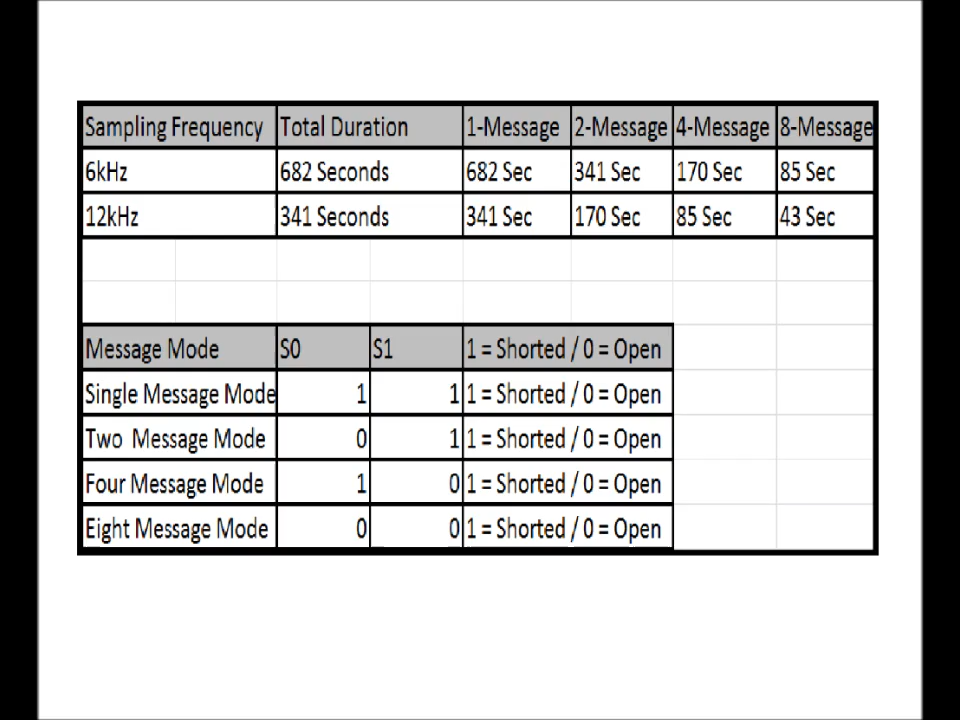 Sampling Frequency Total Duration 1-Message 2-Message 4-Message 8-Message
6kHz 682 Seconds 682 Sec 341 Sec 170 Sec 85 Sec
12kHz 341 Seconds 341 Sec 170 Sec 85 Sec 43 Sec
Message Mode S0 S1 1 = Shorted / 0 = Open
Single Message Mode 1 1 1 = Shorted / 0 = Open
Two Message Mode 0 1 1 = Shorted / 0 = Open
Four Message Mode 1 0 1 = Shorted / 0 = Open
Eight Message Mode 0 0 1 = Shorted / 0 = Open